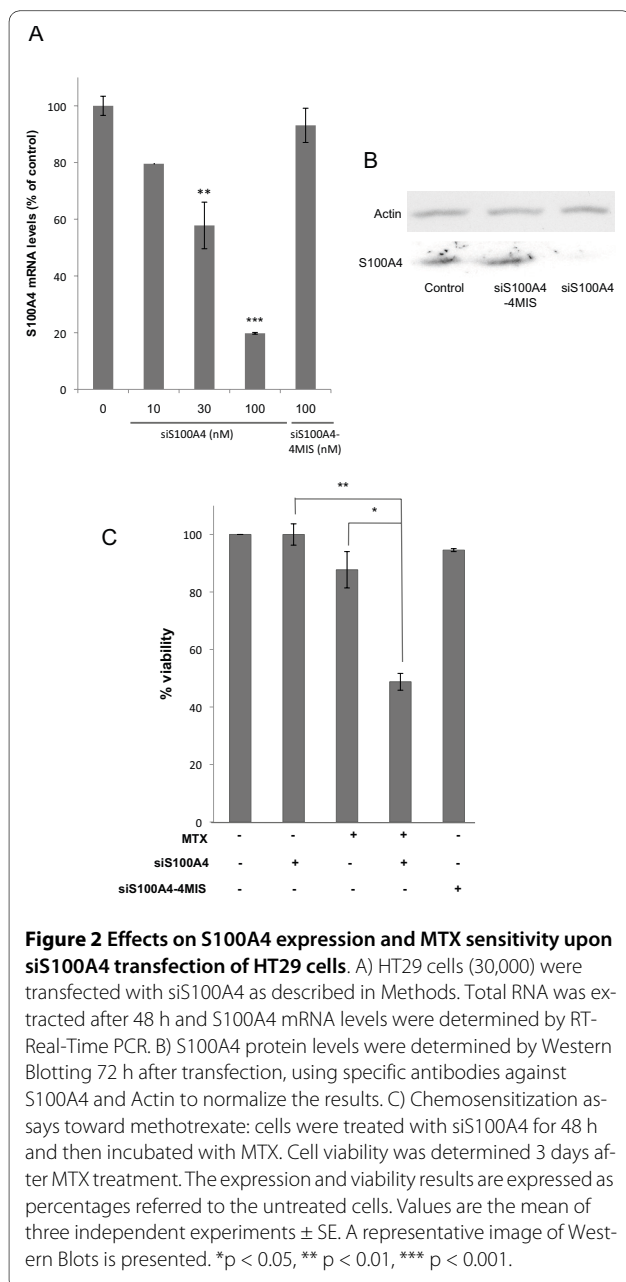 A
S100A4 mRNA levels (% of control)
100
80
60
40
20
0
**
***
0
10
30
100
100
siS100A4 (nM)
siS100A4-
4MIS (nM)
B
Actin
S100A4
Control
siS100A4
-4MIS
siS100A4
C
% viability
100
80
60
40
20
0
**
*
MTX - - + + -
siS100A4 - + - + -
siS100A4-4MIS - - - - +
Figure 2 Effects on S100A4 expression and MTX sensitivity upon
siS100A4 transfection of HT29 cells. A) HT29 cells (30,000) were
transfected with siS100A4 as described in Methods. Total RNA was ex-
tracted after 48 h and S100A4 mRNA levels were determined by RT-
Real-Time PCR. B) S100A4 protein levels were determined by Western
Blotting 72 h after transfection, using specific antibodies against
S100A4 and Actin to normalize the results. C) Chemosensitization as-
says toward methotrexate: cells were treated with siS100A4 for 48 h
and then incubated with MTX. Cell viability was determined 3 days af-
ter MTX treatment. The expression and viability results are expressed as
percentages referred to the untreated cells. Values are the mean of
three independent experiments ± SE. A representative image of West-
ern Blots is presented. *p < 0.05, ** p < 0.01, *** p < 0.001.